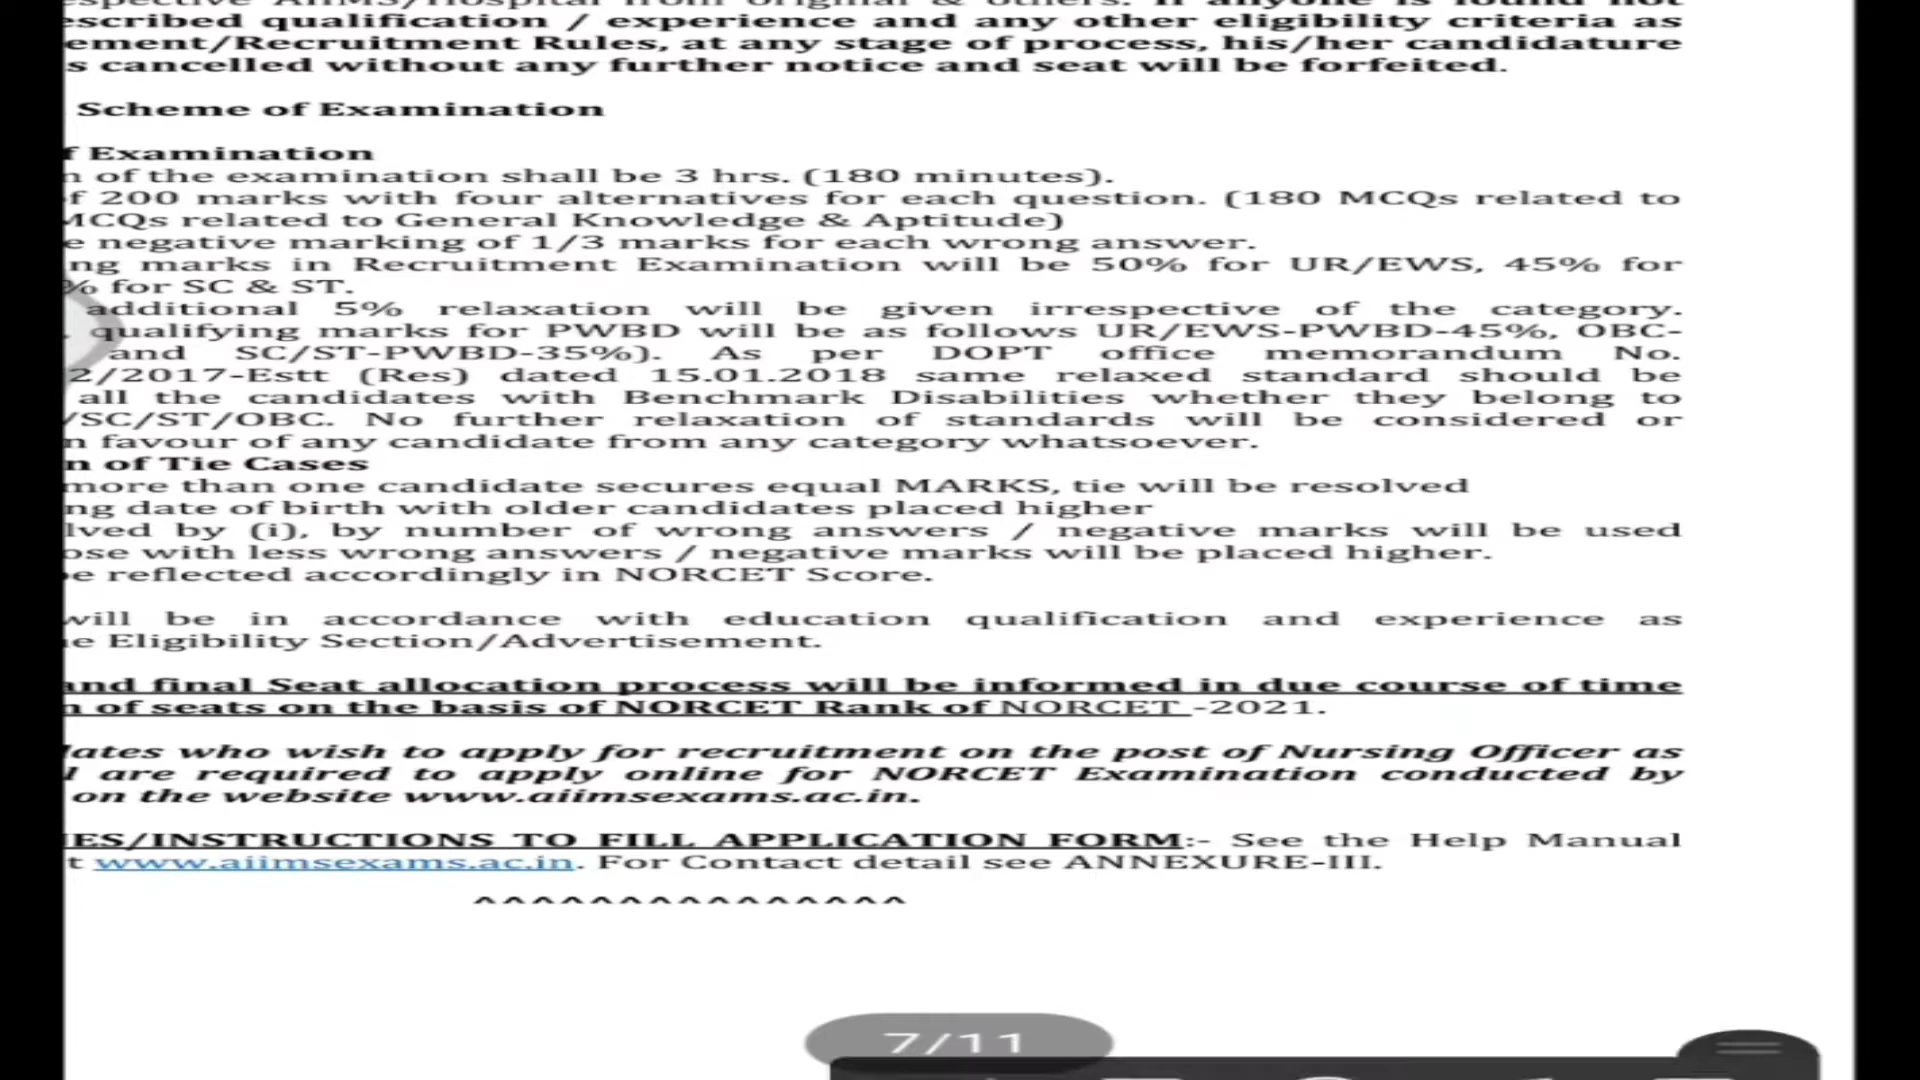 escribed qualification / experience and any other eligibility criteria as
ement/Recruitment Rules, at any stage of process, his/her candidature
s cancelled without any further notice and seat will be forfeited.
Scheme of Examination
f Examination
n of the examination shall be 3 hrs. (180 minutes).
f 200 marks with four alternatives for each question. (180 MCQs related to
MCQs related to General Knowledge & Aptitude)
e negative marking of 1/3 marks for each wrong answer.
ng marks in Recruitment Examination will be 50% for UR/EWS, 45% for
% for SC & ST.
additional 5% relaxation will be given irrespective of the category.
qualifying marks for PWBD will be as follows UR/EWS-PWBD-45%, OBC-
and SC/ST-PWBD-35%). As per DOPT office memorandum No.
2/2017-Estt (Res) dated 15.01.2018 same relaxed standard should be
all the candidates with Benchmark Disabilities whether they belong to
/SC/ST/OBC. No further relaxation of standards will be considered or
n favour of any candidate from any category whatsoever.
n of Tie Cases
more than one candidate secures equal MARKS, tie will be resolved
ng date of birth with older candidates placed higher
lved by (i), by number of wrong answers / negative marks will be used
ose with less wrong answers / negative marks will be placed higher.
be reflected accordingly in NORCET Score.
will be in accordance with education qualification and experience as
e Eligibility Section/Advertisement.
and final Seat allocation process will be informed in due course of time
n of seats on the basis of NORCET Rank of NORCET -2021.
dates who wish to apply for recruitment on the post of Nursing Officer as
l are required to apply online for NORCET Examination conducted by
on the website www.aiimsexams.ac.in.
ES/INSTRUCTIONS TO FILL APPLICATION FORM:- See the Help Manual
t www.aiimsexams.ac.in. For Contact detail see ANNEXURE-III.
^^^^^^^^^^^^^^^
7/11